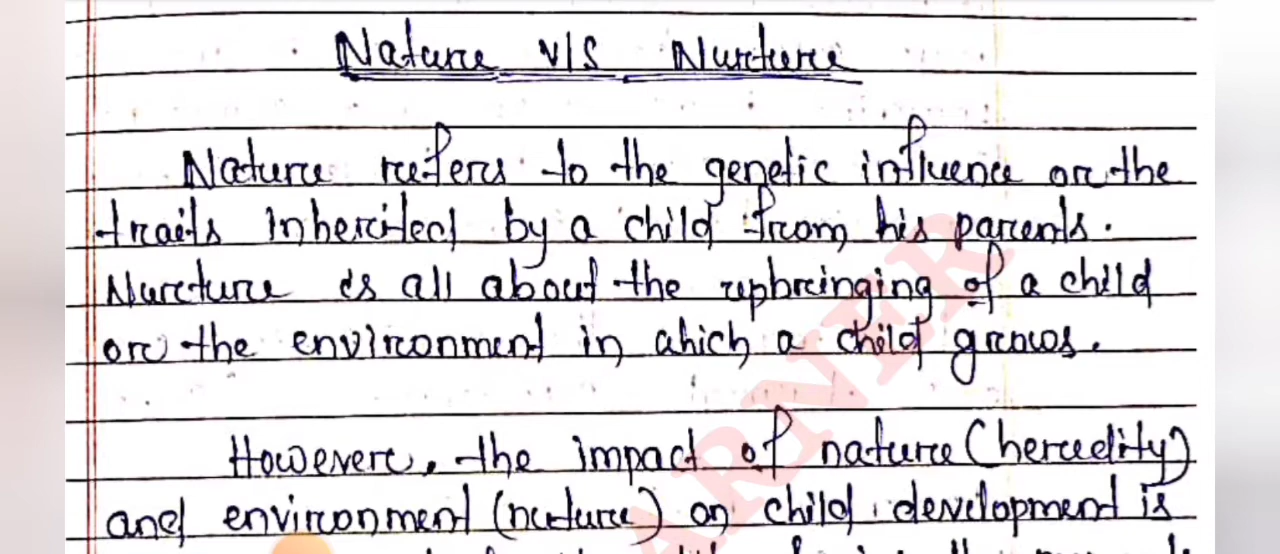 Nature v/s Nurture
Nature refers to the genetic influence or the
traits inherited by a child from his parents.
Nurture is all about the upbringing of a child
or the environment in which a child grows.
However, the impact of nature (heredity)
and environment (nurture) on child development is
ARNER